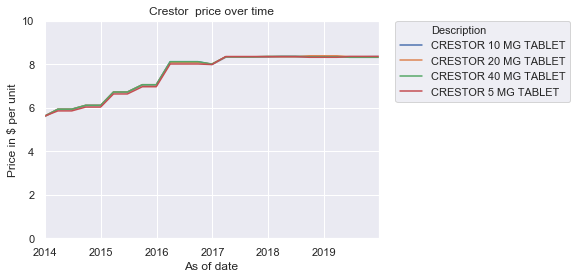 Crestor  price over time
Price in $ per unit
10
8
6
4
2
0
2014 2015 2016 2017 2018 2019
As of date
Description
CRESTOR 10 MG TABLET
CRESTOR 20 MG TABLET
CRESTOR 40 MG TABLET
CRESTOR 5 MG TABLET